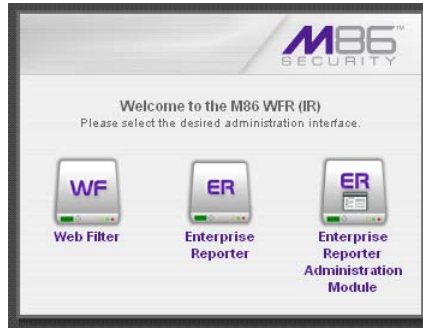 M86™
SECURITY
Welcome to the M86 WFR (IR)
Please select the desired administration interface.
WF
ER
ER
Web Filter
Enterprise
Reporter
Enterprise
Reporter
Administration
Module